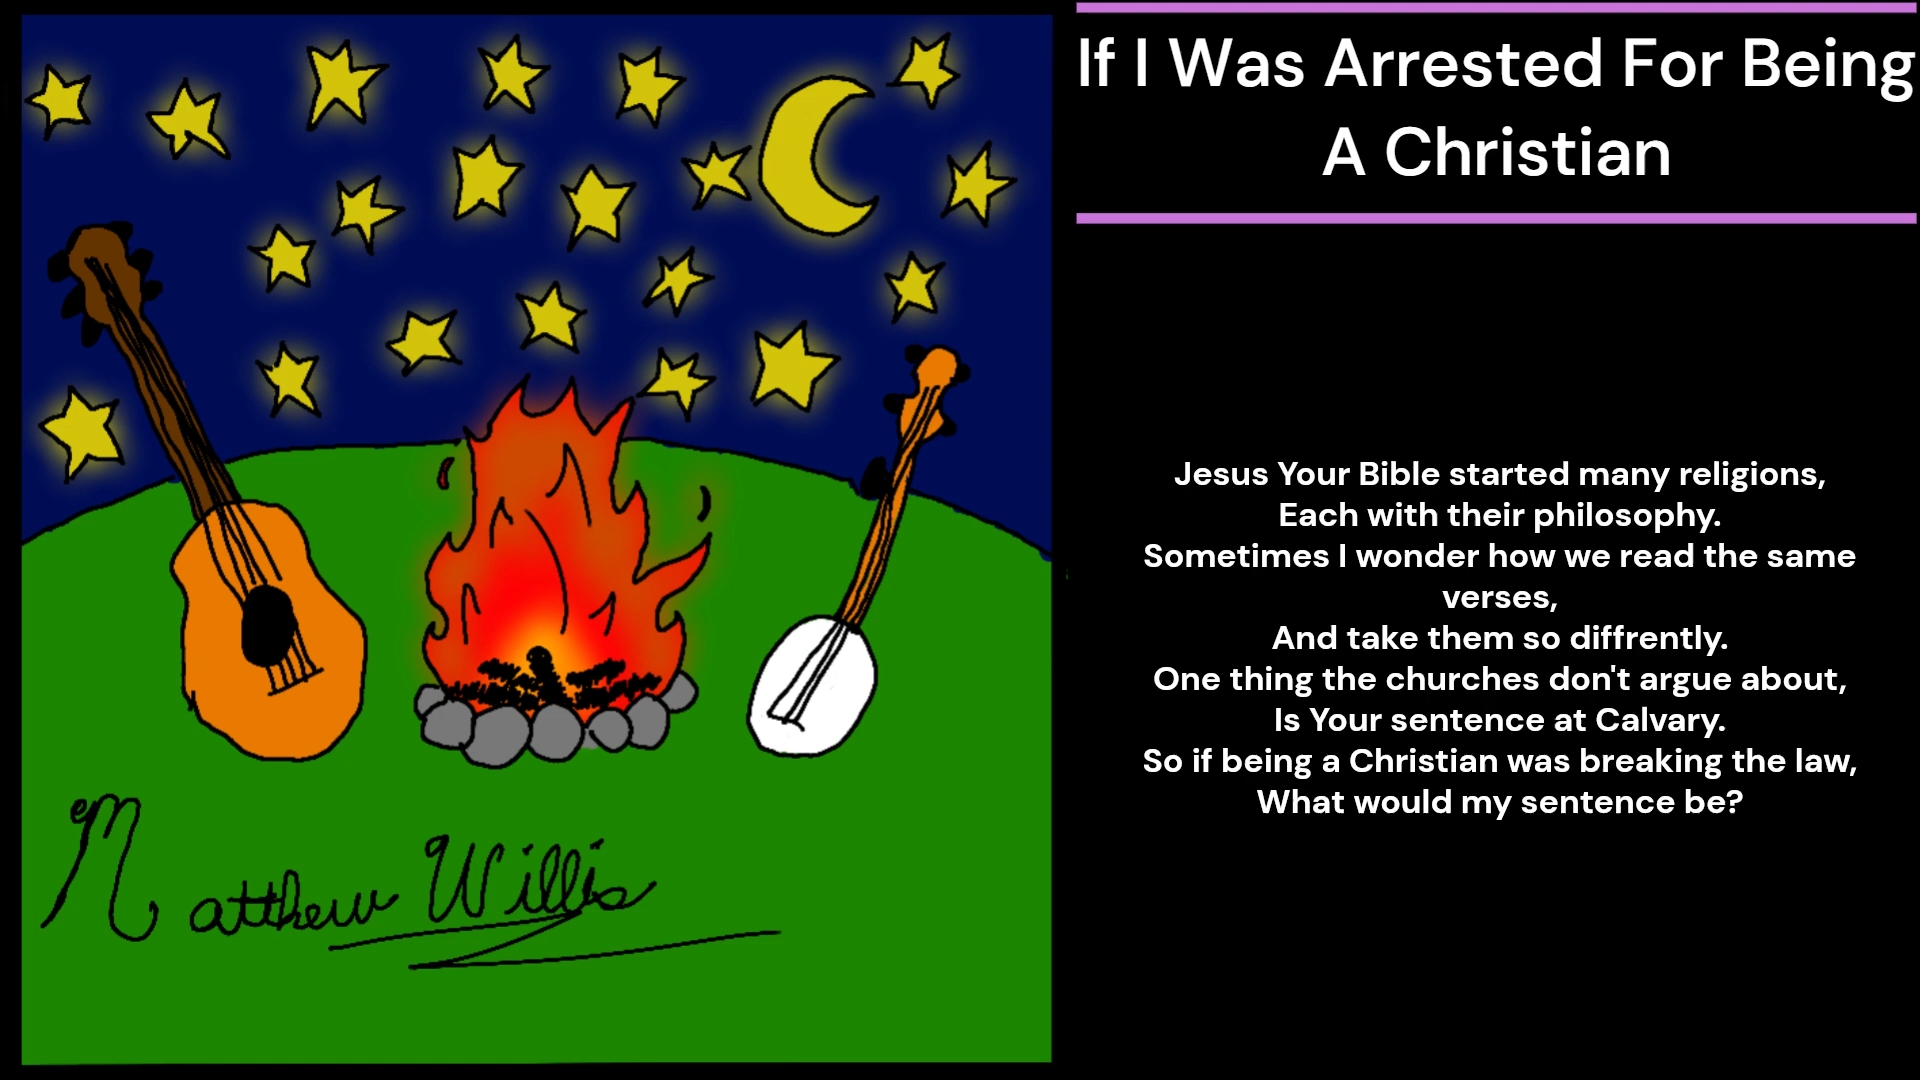 If I Was Arrested For Being
A Christian
Jesus Your Bible started many religions,
Each with their philosophy.
Sometimes I wonder how we read the same
verses,
And take them so diffrently.
One thing the churches don't argue about,
Is Your sentence at Calvary.
So if being a Christian was breaking the law,
What would my sentence be?
Matthew Willis